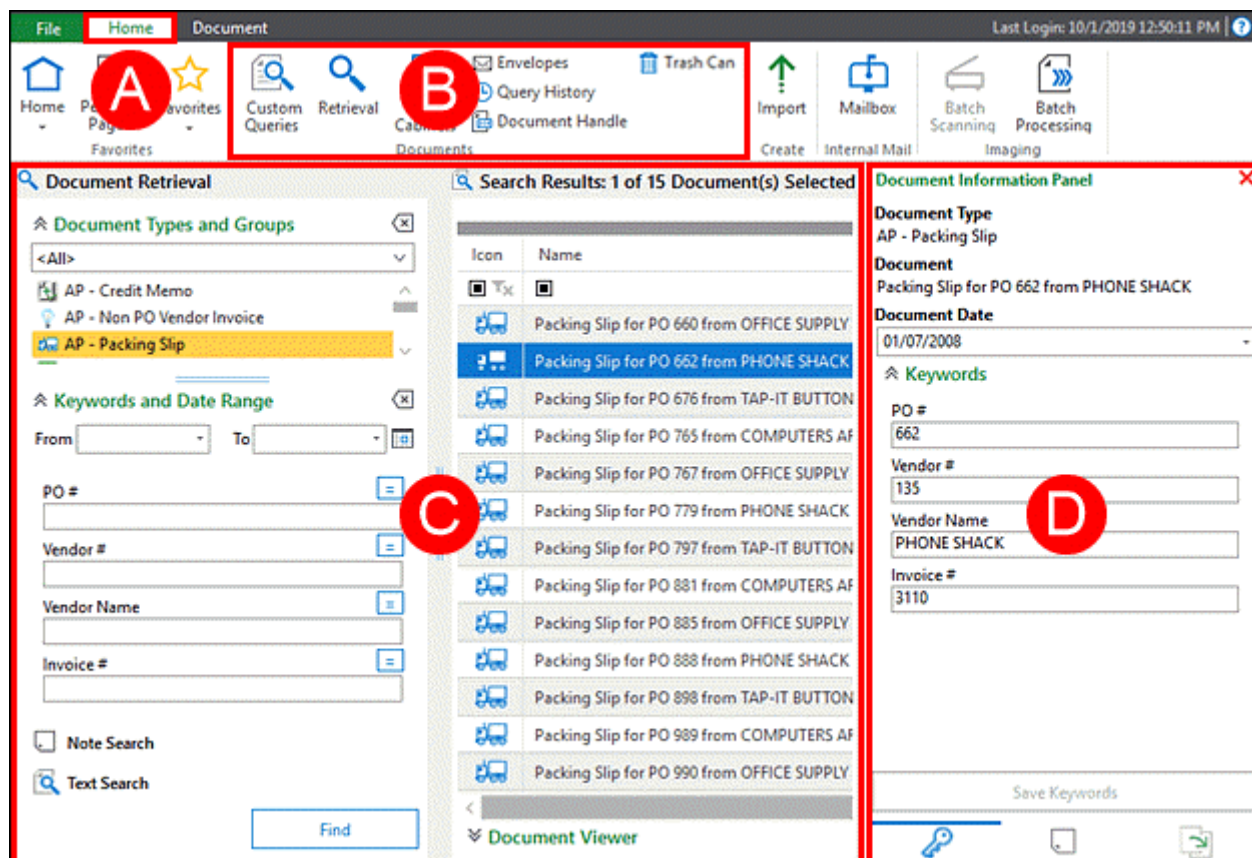 File Home Document Last Login: 10/1/2019 12:50:11 PM
A
B
Envelopes Trash Can
Query History
Document Handle
Home Favorites Custom Queries Retrieval Import Mailbox Batch Scanning Batch Processing
Favorites Documents Create Internal Mail Imaging
Document Retrieval
Document Types and Groups
<All>
AP - Credit Memo
AP - Non PO Vendor Invoice
AP - Packing Slip
Keywords and Date Range
From To
PO #
Vendor #
Vendor Name
Invoice #
Note Search
Text Search
Find
C
Search Results: 1 of 15 Document(s) Selected
Icon Name
Packing Slip for PO 660 from OFFICE SUPPLY
Packing Slip for PO 662 from PHONE SHACK
Packing Slip for PO 676 from TAP-IT BUTTON
Packing Slip for PO 765 from COMPUTERS AF
Packing Slip for PO 767 from OFFICE SUPPLY
Packing Slip for PO 779 from PHONE SHACK
Packing Slip for PO 797 from TAP-IT BUTTON
Packing Slip for PO 881 from COMPUTERS AF
Packing Slip for PO 885 from OFFICE SUPPLY
Packing Slip for PO 888 from PHONE SHACK
Packing Slip for PO 898 from TAP-IT BUTTON
Packing Slip for PO 989 from COMPUTERS AF
Packing Slip for PO 990 from OFFICE SUPPLY
Document Viewer
Document Information Panel
Document Type
AP - Packing Slip
Document
Packing Slip for PO 662 from PHONE SHACK
Document Date
01/07/2008
Keywords
PO #
662
Vendor #
135
Vendor Name
PHONE SHACK
Invoice #
3110
D
Save Keywords